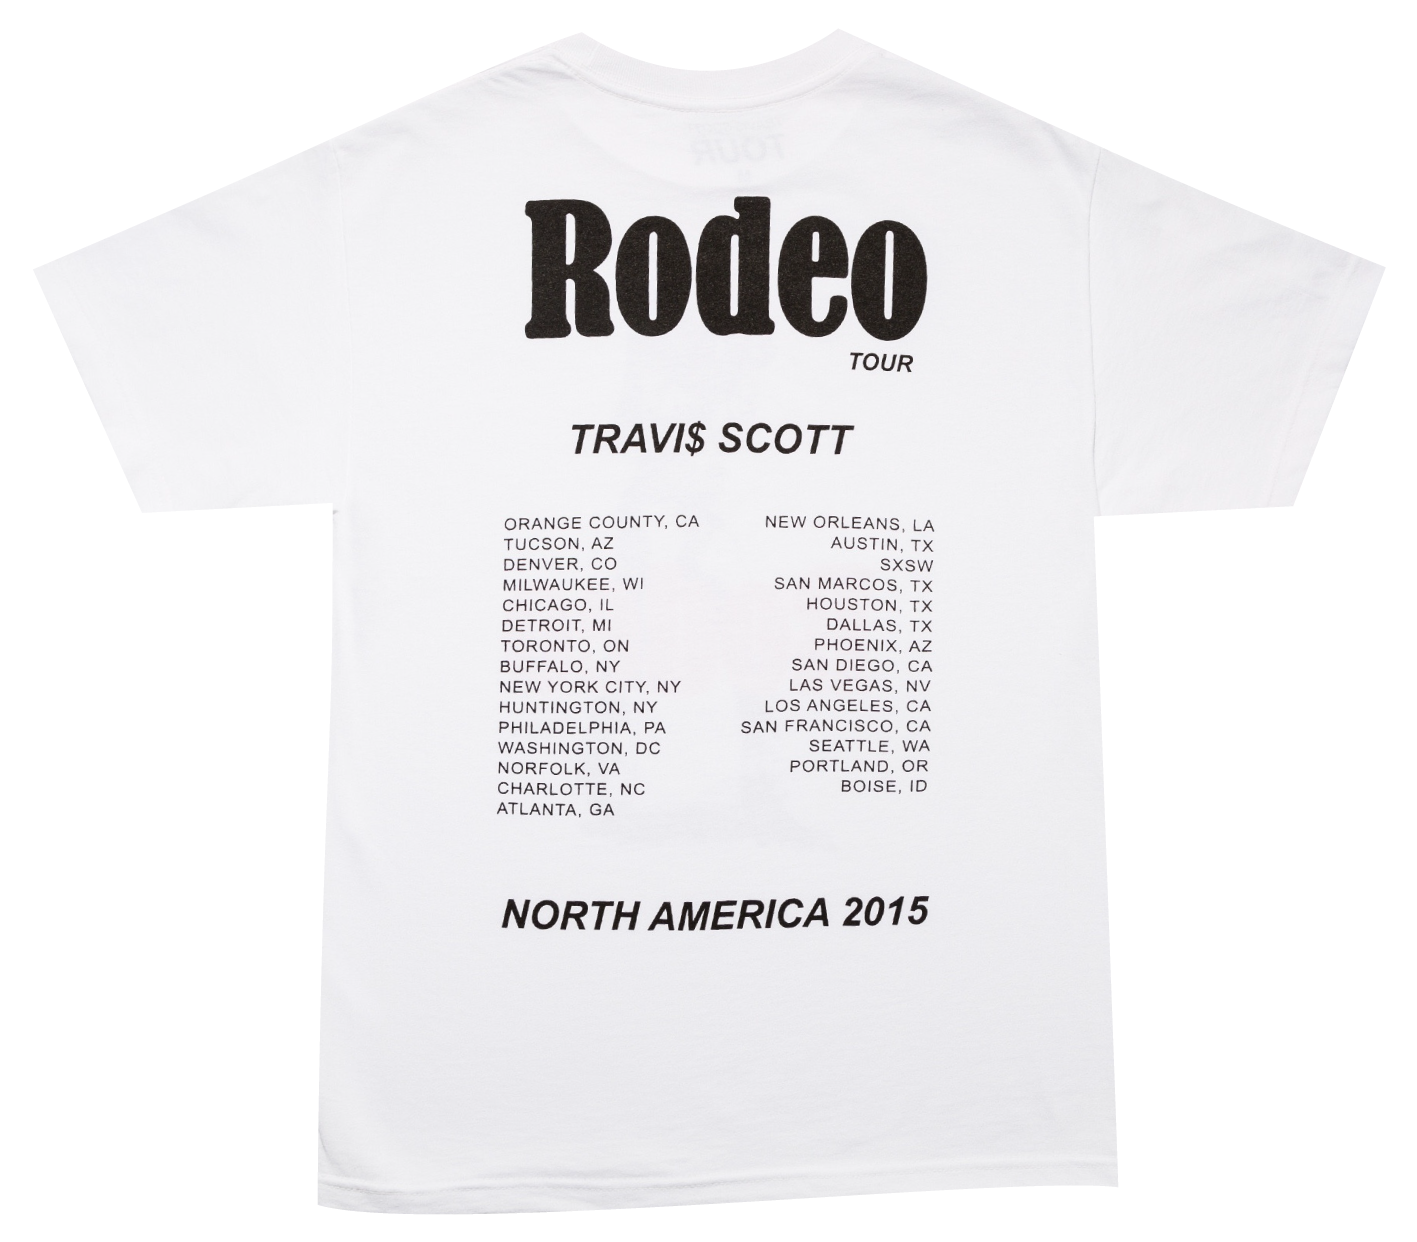 TOUR
Rodeo
TOUR
TRAVI$ SCOTT
ORANGE COUNTY, CA
TUCSON, AZ
DENVER, CO
MILWAUKEE, WI
CHICAGO, IL
DETROIT, MI
TORONTO, ON
BUFFALO, NY
NEW YORK CITY, NY
HUNTINGTON, NY
PHILADELPHIA, PA
WASHINGTON, DC
NORFOLK, VA
CHARLOTTE, NC
ATLANTA, GA
NEW ORLEANS, LA
AUSTIN, TX
SXSW
SAN MARCOS, TX
HOUSTON, TX
DALLAS, TX
PHOENIX, AZ
SAN DIEGO, CA
LAS VEGAS, NV
LOS ANGELES, CA
SAN FRANCISCO, CA
SEATTLE, WA
PORTLAND, OR
BOISE, ID
NORTH AMERICA 2015